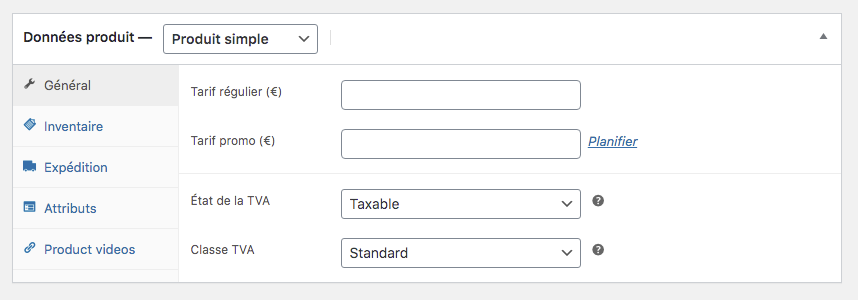 Données produit — Produit simple
Général
Inventaire
Expédition
Attributs
Product videos
Tarif régulier (€)
Tarif promo (€) Planifier
État de la TVA Taxable ?
Classe TVA Standard ?